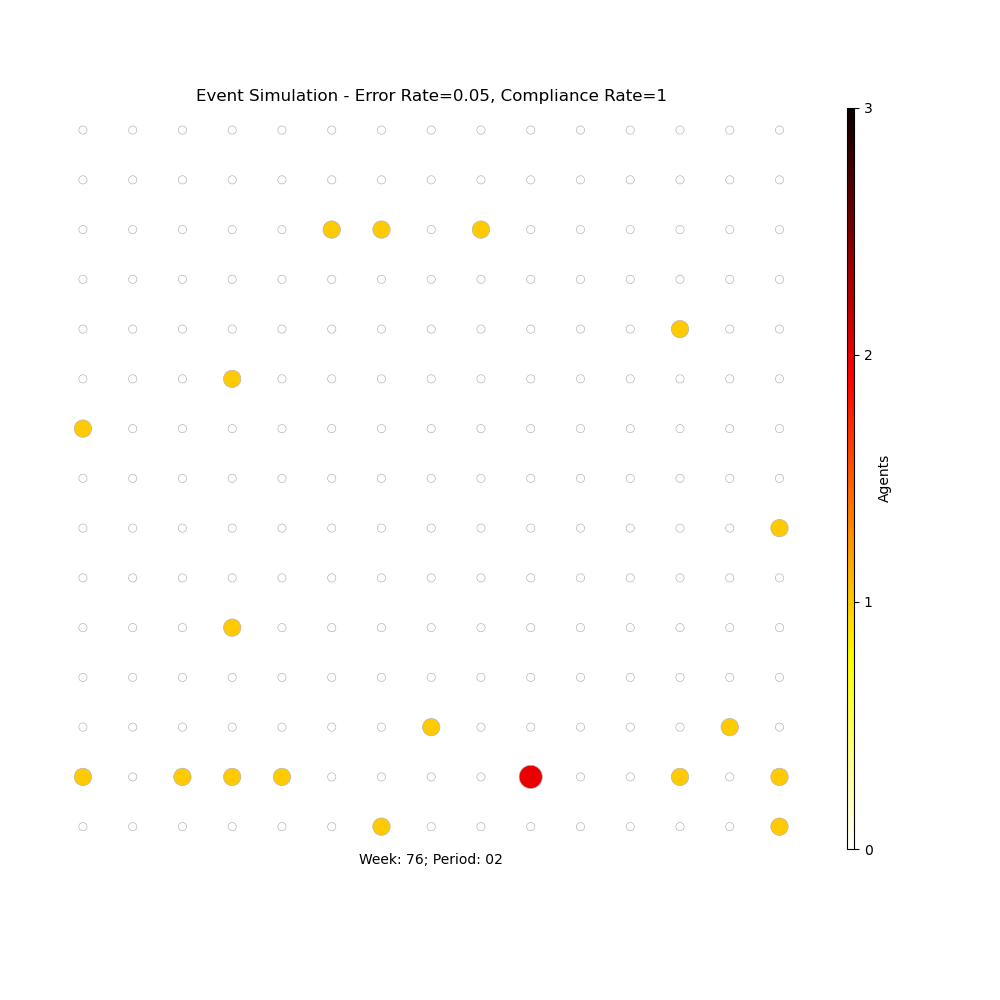 Event Simulation - Error Rate=0.05, Compliance Rate=1
3
2
Agents
1
0
Week: 76; Period: 02